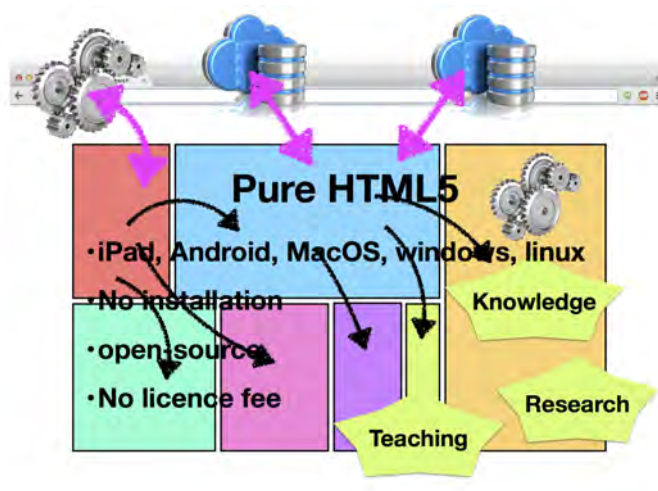 Pure HTML5
•iPad, Android, MacOS, windows, linux
•No installation
Knowledge
•open-source
•No licence fee
Research
Teaching